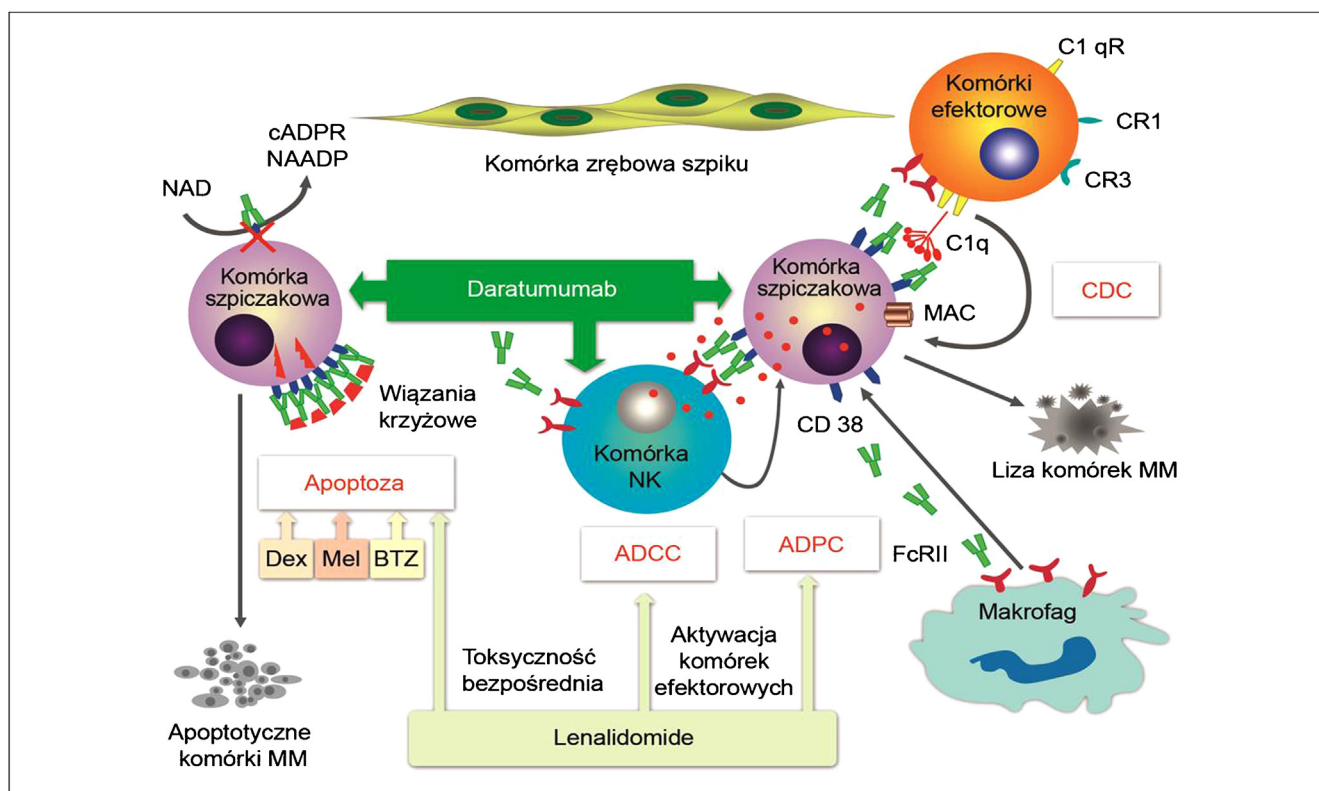 C1 qR
Komórki
efektorowe
CR1
CR3
cADPR
NAADP
NAD
Komórka zrębowa szpiku
C1q
Komórka
szpiczakowa
Daratumumab
Komórka
szpiczakowa
MAC
CDC
Wiązania
krzyżowe
CD 38
Komórka
NK
Liza komórek MM
Apoptoza
Dex
Mel
BTZ
ADCC
ADPC
FcRII
Makrofag
Toksyczność
bezpośrednia
Aktywacja
komórek
efektorowych
Apoptotyczne
komórki MM
Lenalidomide